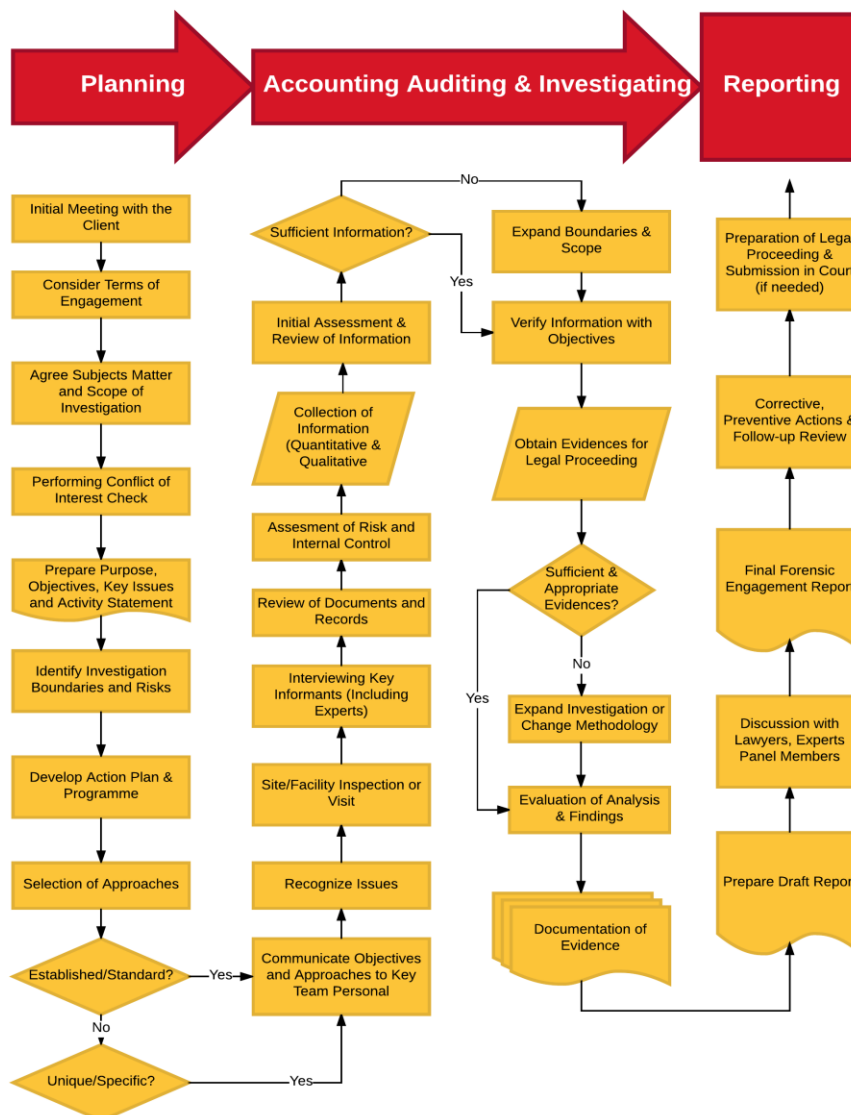 Planning
Accounting Auditing & Investigating
Reporting
Initial Meeting with the
Client
Consider Terms of
Engagement
Agree Subjects Matter
and Scope of
Investigation
Performing Conflict of
Interest Check
Prepare Purpose,
Objectives, Key Issues
and Activity Statement
Identify Investigation
Boundaries and Risks
Develop Action Plan &
Programme
Selection of Approaches
Established/Standard?
Yes
No
Unique/Specific?
Yes
Communicate Objectives
and Approaches to Key
Team Personal
Recognize Issues
Site/Facility Inspection or
Visit
Interviewing Key
Informants (Including
Experts)
Review of Documents and
Records
Assesment of Risk and
Internal Control
Collection of
Information
(Quantitative &
Qualitative
Initial Assessment &
Review of Information
Sufficient Information?
No
Yes
Expand Boundaries &
Scope
Verify Information with
Objectives
Obtain Evidences for
Legal Proceeding
Sufficient &
Appropriate
Evidences?
Yes
No
Expand Investigation or
Change Methodology
Evaluation of Analysis
& Findings
Documentation of
Evidence
Prepare Draft Repor
Discussion with
Lawyers, Experts
Panel Members
Final Forensic
Engagement Repor
Corrective,
Preventive Actions &
Follow-up Review
Preparation of Lega
Proceeding &
Submission in Cour
(if needed)